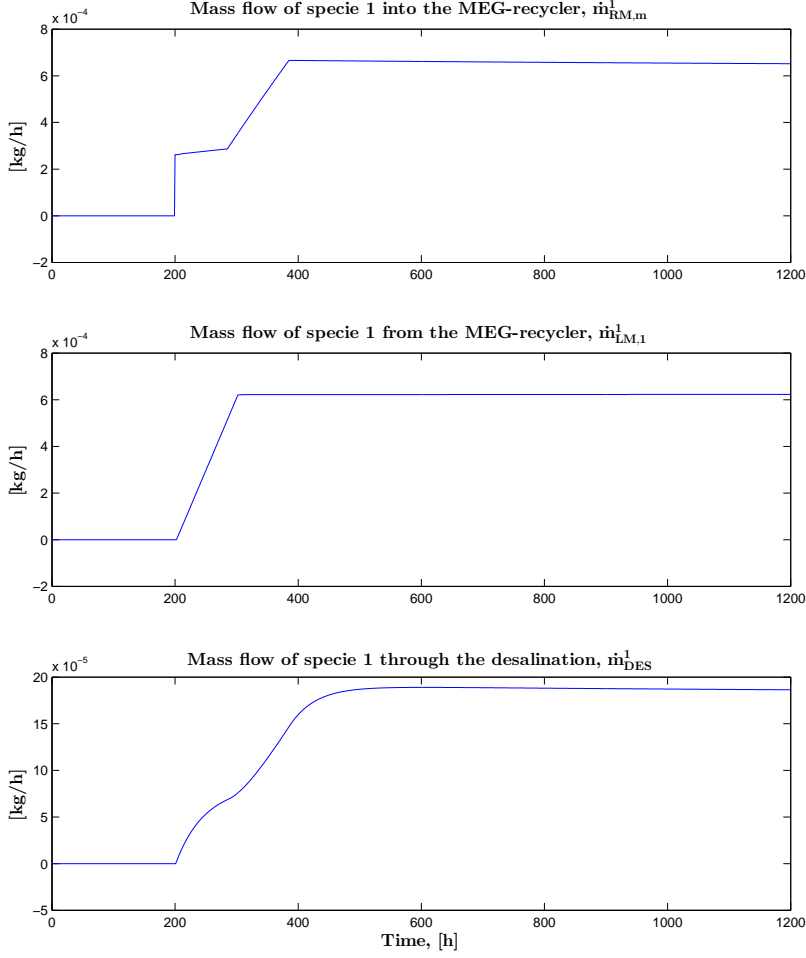 Mass flow of specie 1 into the MEG-recycler, ṁ¹RM,m
x 10⁻⁴
8
6
4
2
0
−2
[kg/h]
0 200 400 600 800 1000 1200
Mass flow of specie 1 from the MEG-recycler, ṁ¹LM,1
x 10⁻⁴
8
6
4
2
0
−2
[kg/h]
0 200 400 600 800 1000 1200
Mass flow of specie 1 through the desalination, ṁ¹DES
x 10⁻⁵
20
15
10
5
0
−5
[kg/h]
0 200 400 600 800 1000 1200
Time, [h]